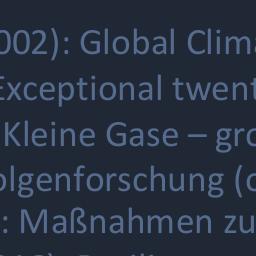 002): Global Clima
Exceptional twent
Kleine Gase – gro
olgenforschung (c
: Maßnahmen zu